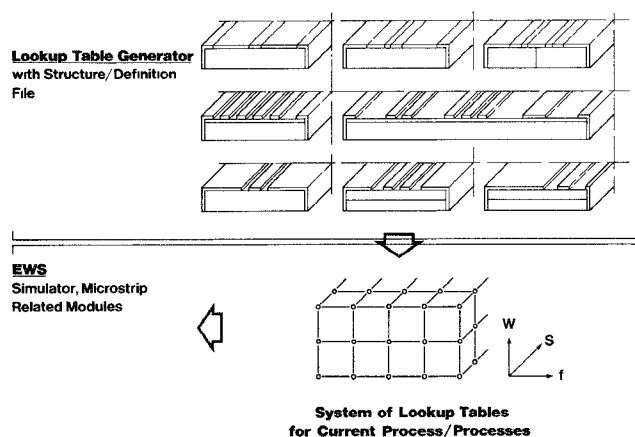 Lookup Table Generator
with Structure/Definition
File
EWS
Simulator, Microstrip
Related Modules
W
S
f
System of Lookup Tables
for Current Process/Processes